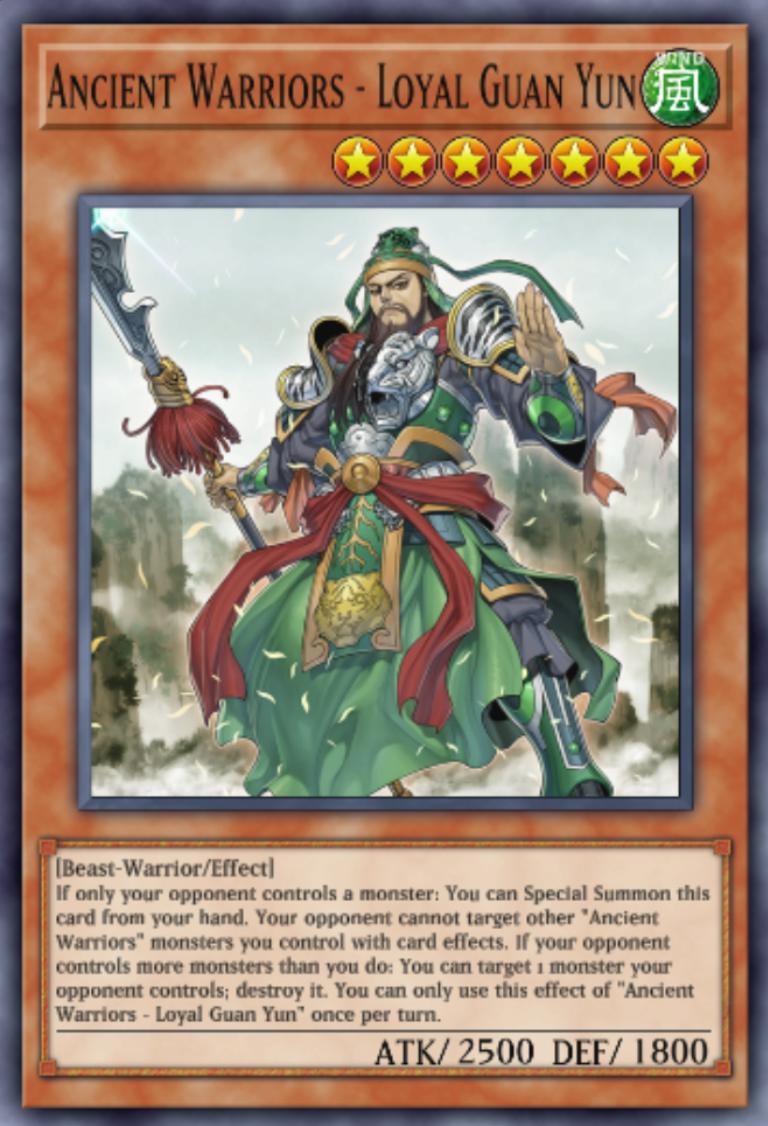 Ancient Warriors - Loyal Guan Yun
WIND
風
[Beast-Warrior/Effect]
If only your opponent controls a monster: You can Special Summon this
card from your hand. Your opponent cannot target other "Ancient
Warriors" monsters you control with card effects. If your opponent
controls more monsters than you do: You can target 1 monster your
opponent controls; destroy it. You can only use this effect of "Ancient
Warriors - Loyal Guan Yun" once per turn.
ATK/ 2500 DEF/ 1800